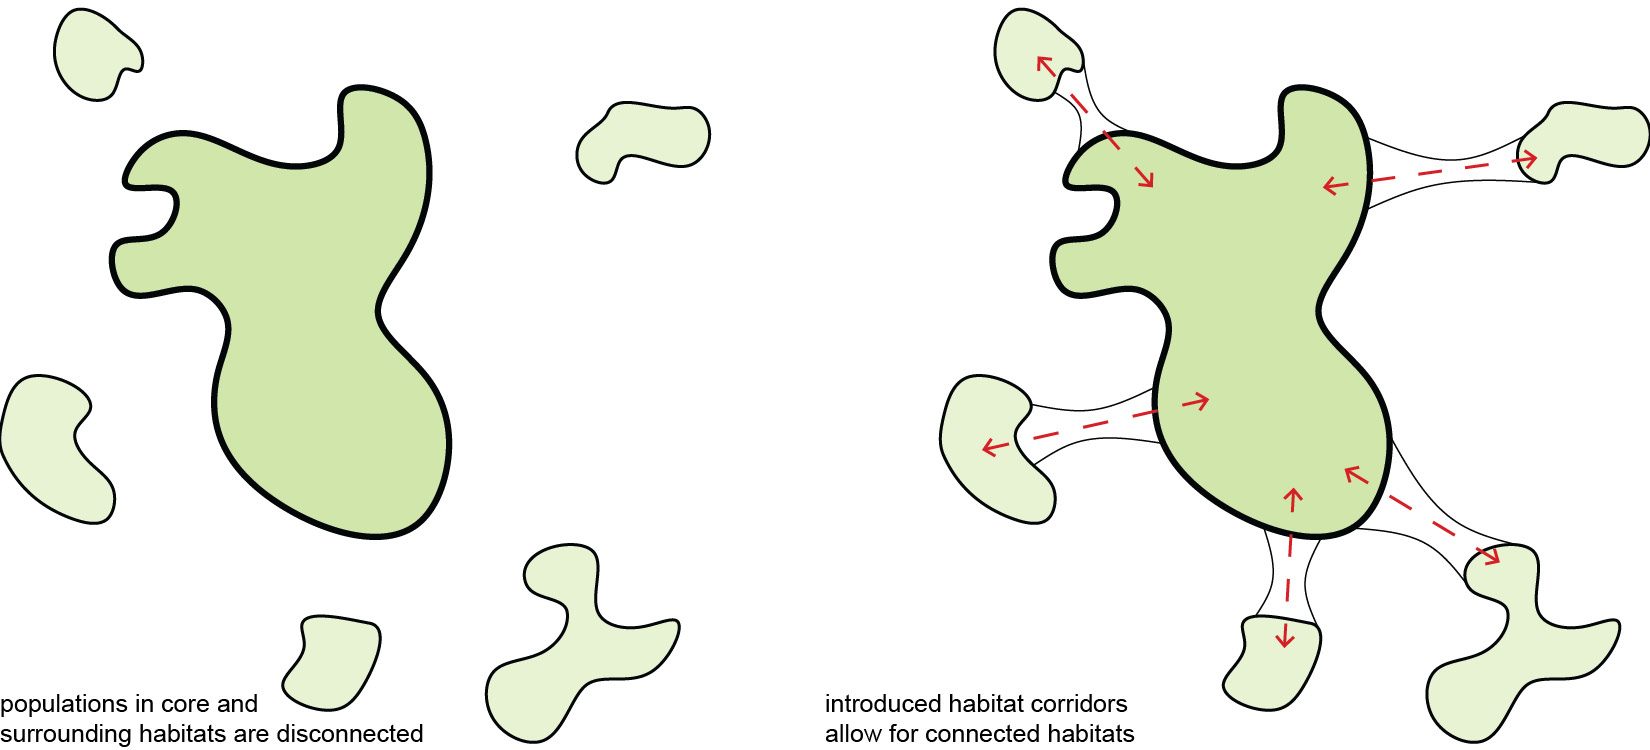 populations in core and
surrounding habitats are disconnected
introduced habitat corridors
allow for connected habitats